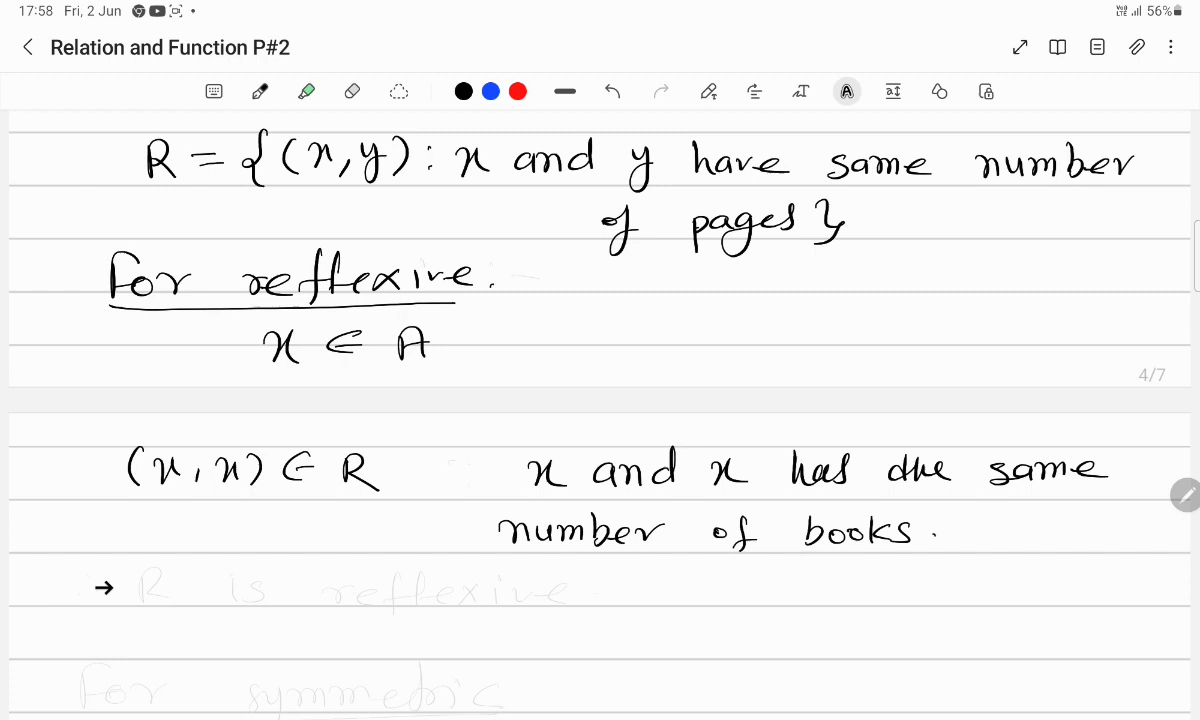 17:58 Fri, 2 Jun 56%
Relation and Function P#2
R = {(x, y) : x and y have same number
of pages}
For reflexive.
x ∈ A
4/7
(x, x) ∈ R x and x has the same
number of books.
→ R is reflexive
For symmetric